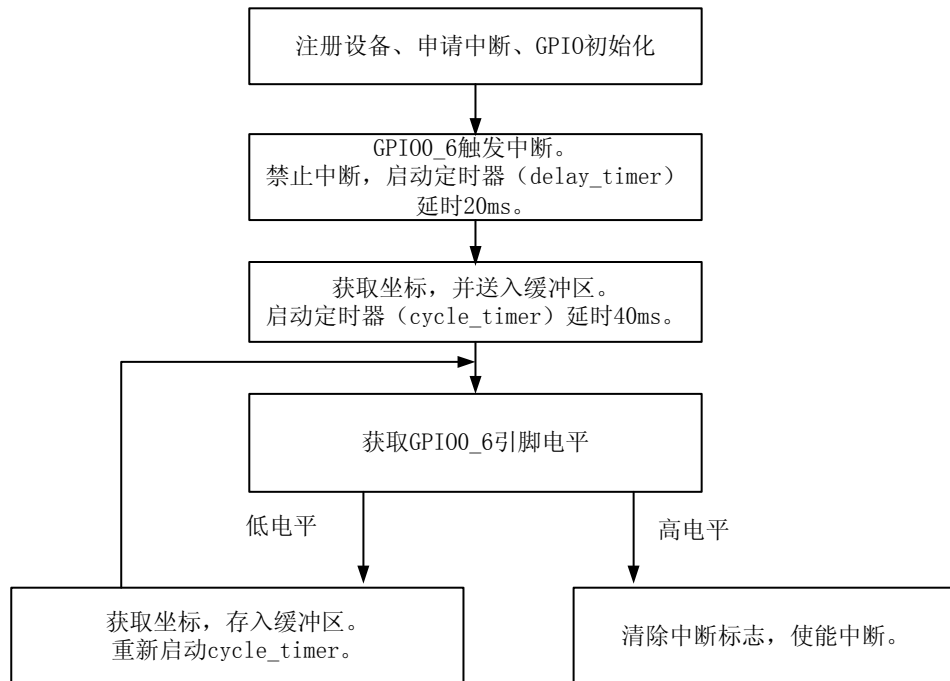 注册设备、申请中断、GPIO初始化
GPIO0_6触发中断。
禁止中断，启动定时器（delay_timer）
延时20ms。
获取坐标，并送入缓冲区。
启动定时器（cycle_timer）延时40ms。
获取GPIO0_6引脚电平
低电平
高电平
获取坐标，存入缓冲区。
重新启动cycle_timer。
清除中断标志，使能中断。